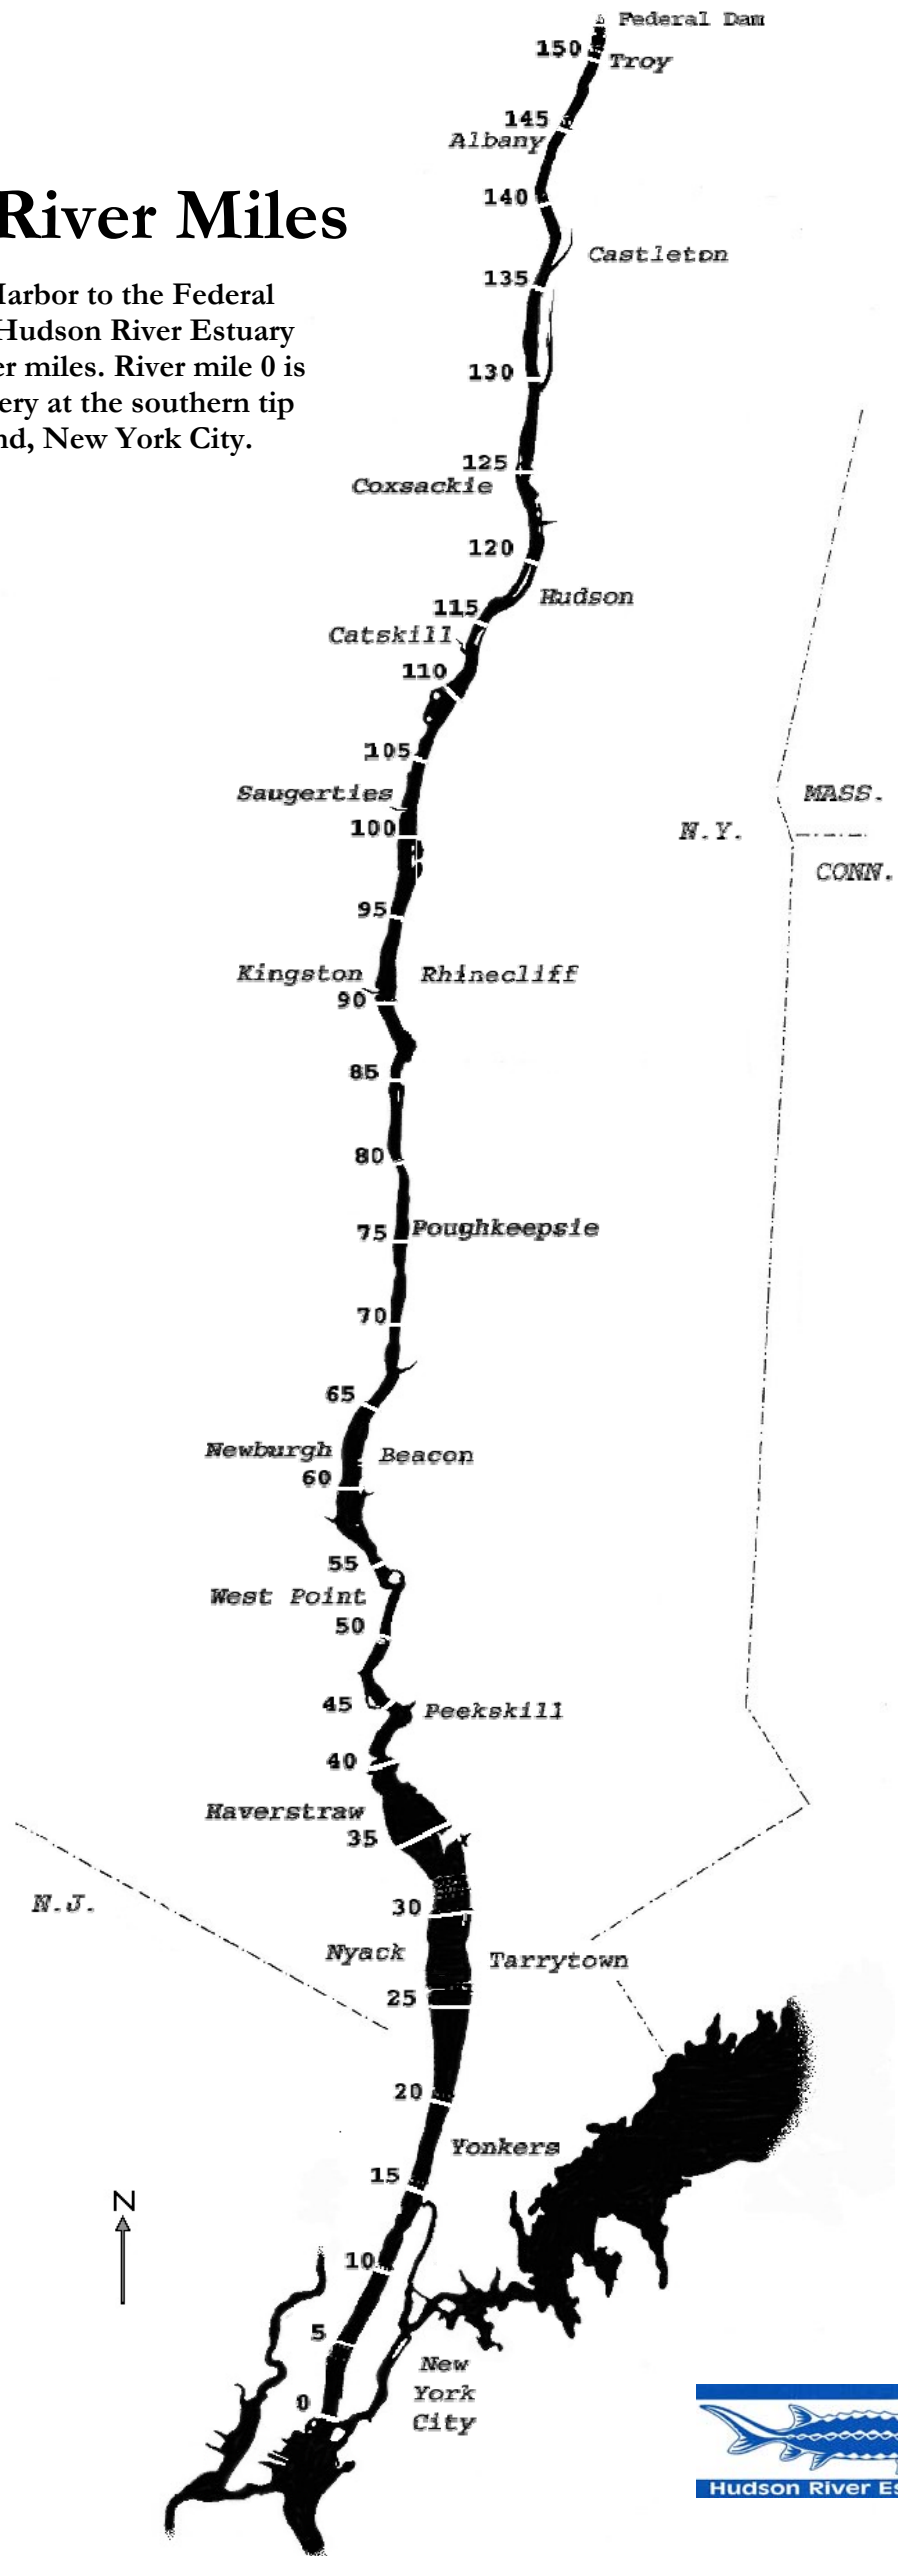 Federal Dam
150
Troy
145
Albany
140
River Miles
Castleton
135
Harbor to the Federal
Hudson River Estuary
er miles. River mile 0 is
130
ery at the southern tip
nd, New York City.
125
Coxsackie
120
Hudson
115
Catskill
110
105
Saugerties
MASS.
100
N.Y.
CONN.
95
Kingston
Rhinecliff
90
85
80
75
Poughkeepsie
70
65
Newburgh
Beacon
60
55
West Point
50
45
Peekskill
40
Haverstraw
35
N.J.
30
Nyack
Tarrytown
25
20
Yonkers
15
N
10
5
New
York
City
0
Hudson River Es